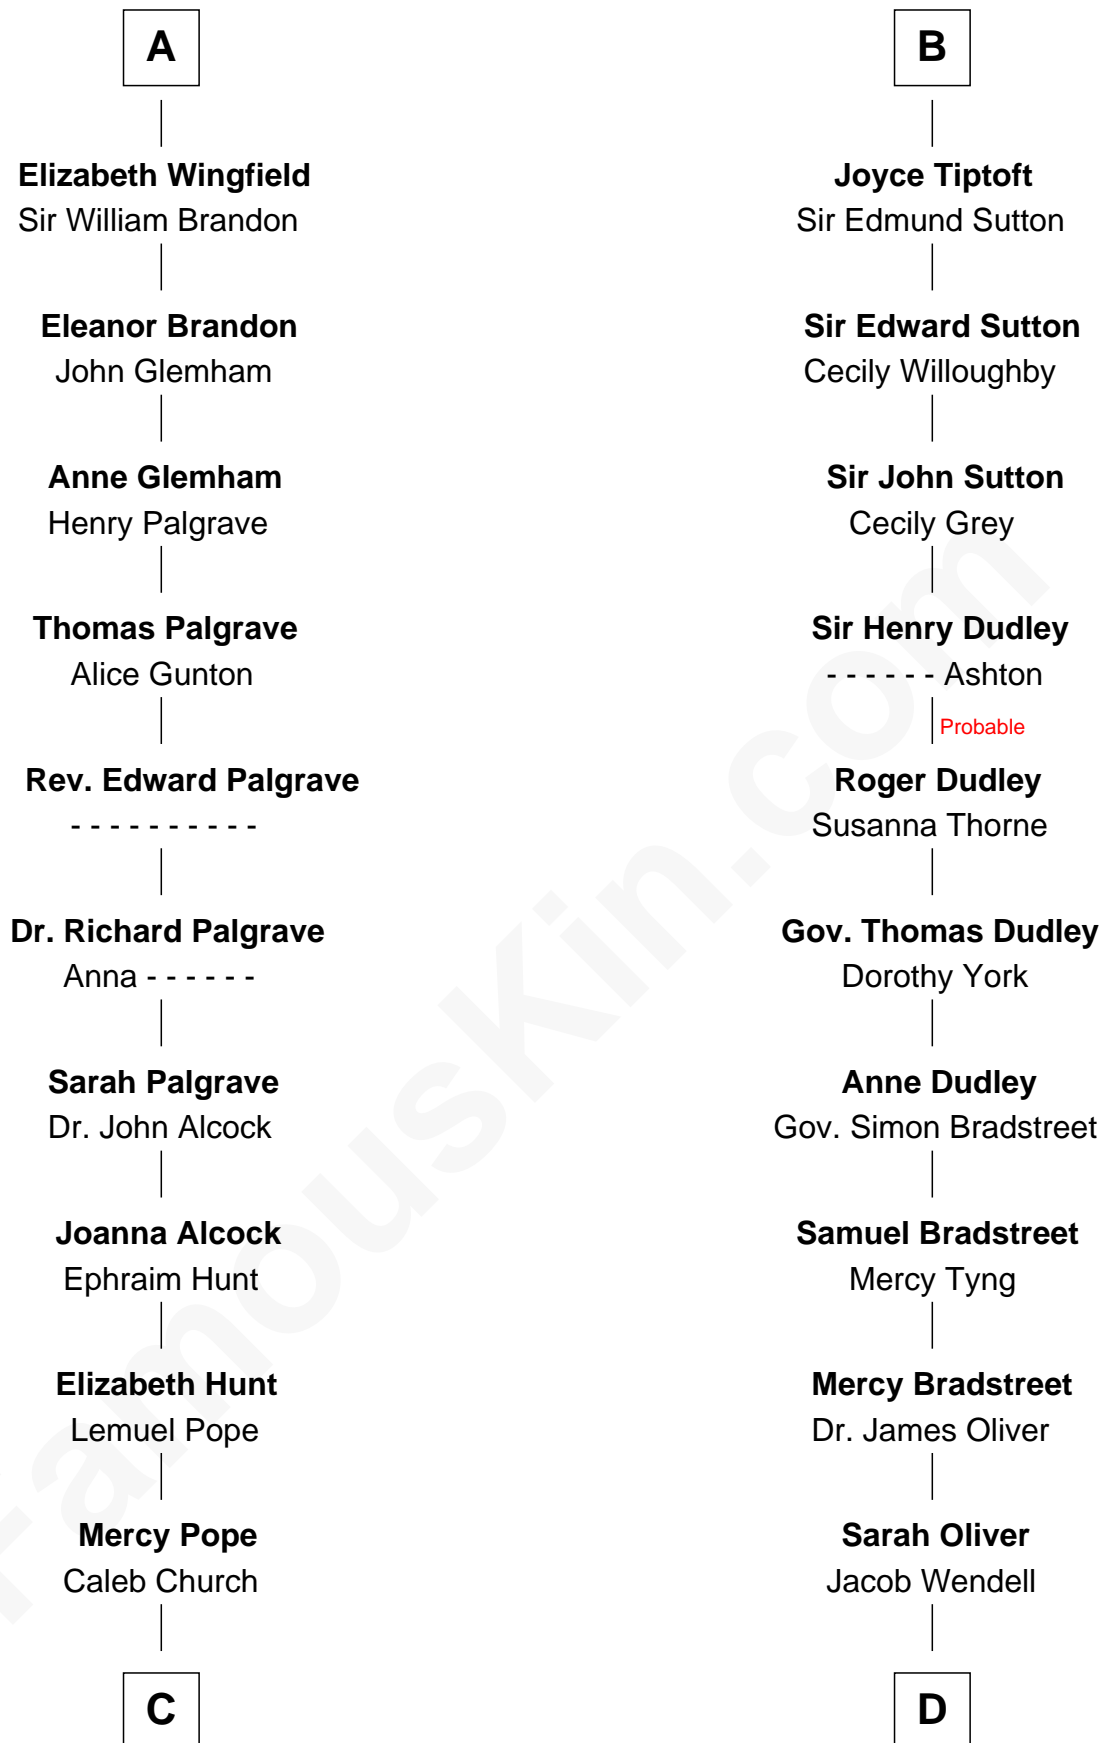 A
Elizabeth Wingfield
Sir William Brandon
Eleanor Brandon
John Glemham
Anne Glemham
Henry Palgrave
Thomas Palgrave
Alice Gunton
Rev. Edward Palgrave
- - - - - - - - - -
Dr. Richard Palgrave
Anna - - - - - -
Sarah Palgrave
Dr. John Alcock
Joanna Alcock
Ephraim Hunt
Elizabeth Hunt
Lemuel Pope
Mercy Pope
Caleb Church
C
B
Joyce Tiptoft
Sir Edmund Sutton
Sir Edward Sutton
Cecily Willoughby
Sir John Sutton
Cecily Grey
Sir Henry Dudley
- - - - - - Ashton
Probable
Roger Dudley
Susanna Thorne
Gov. Thomas Dudley
Dorothy York
Anne Dudley
Gov. Simon Bradstreet
Samuel Bradstreet
Mercy Tyng
Mercy Bradstreet
Dr. James Oliver
Sarah Oliver
Jacob Wendell
D
FamousKin.com